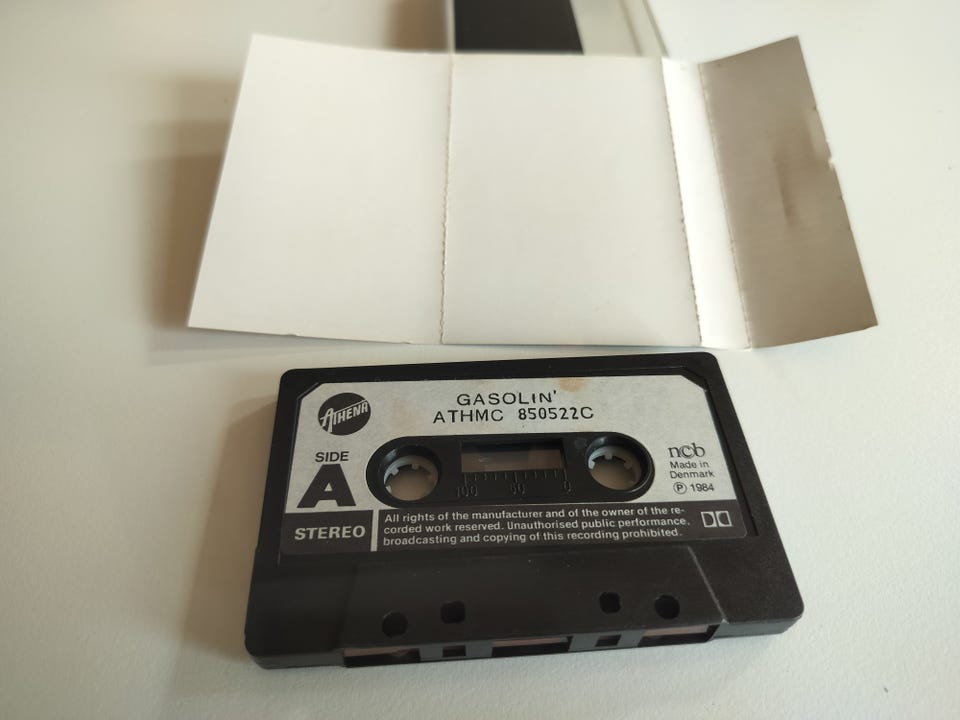 ATHENA
GASOLIN'
ATHMC 850522C
SIDE
A
ncb
Made in
Denmark
Ⓟ 1984
100 50 0
STEREO
All rights of the manufacturer and of the owner of the re-
corded work reserved. Unauthorised public performance,
broadcasting and copying of this recording prohibited.